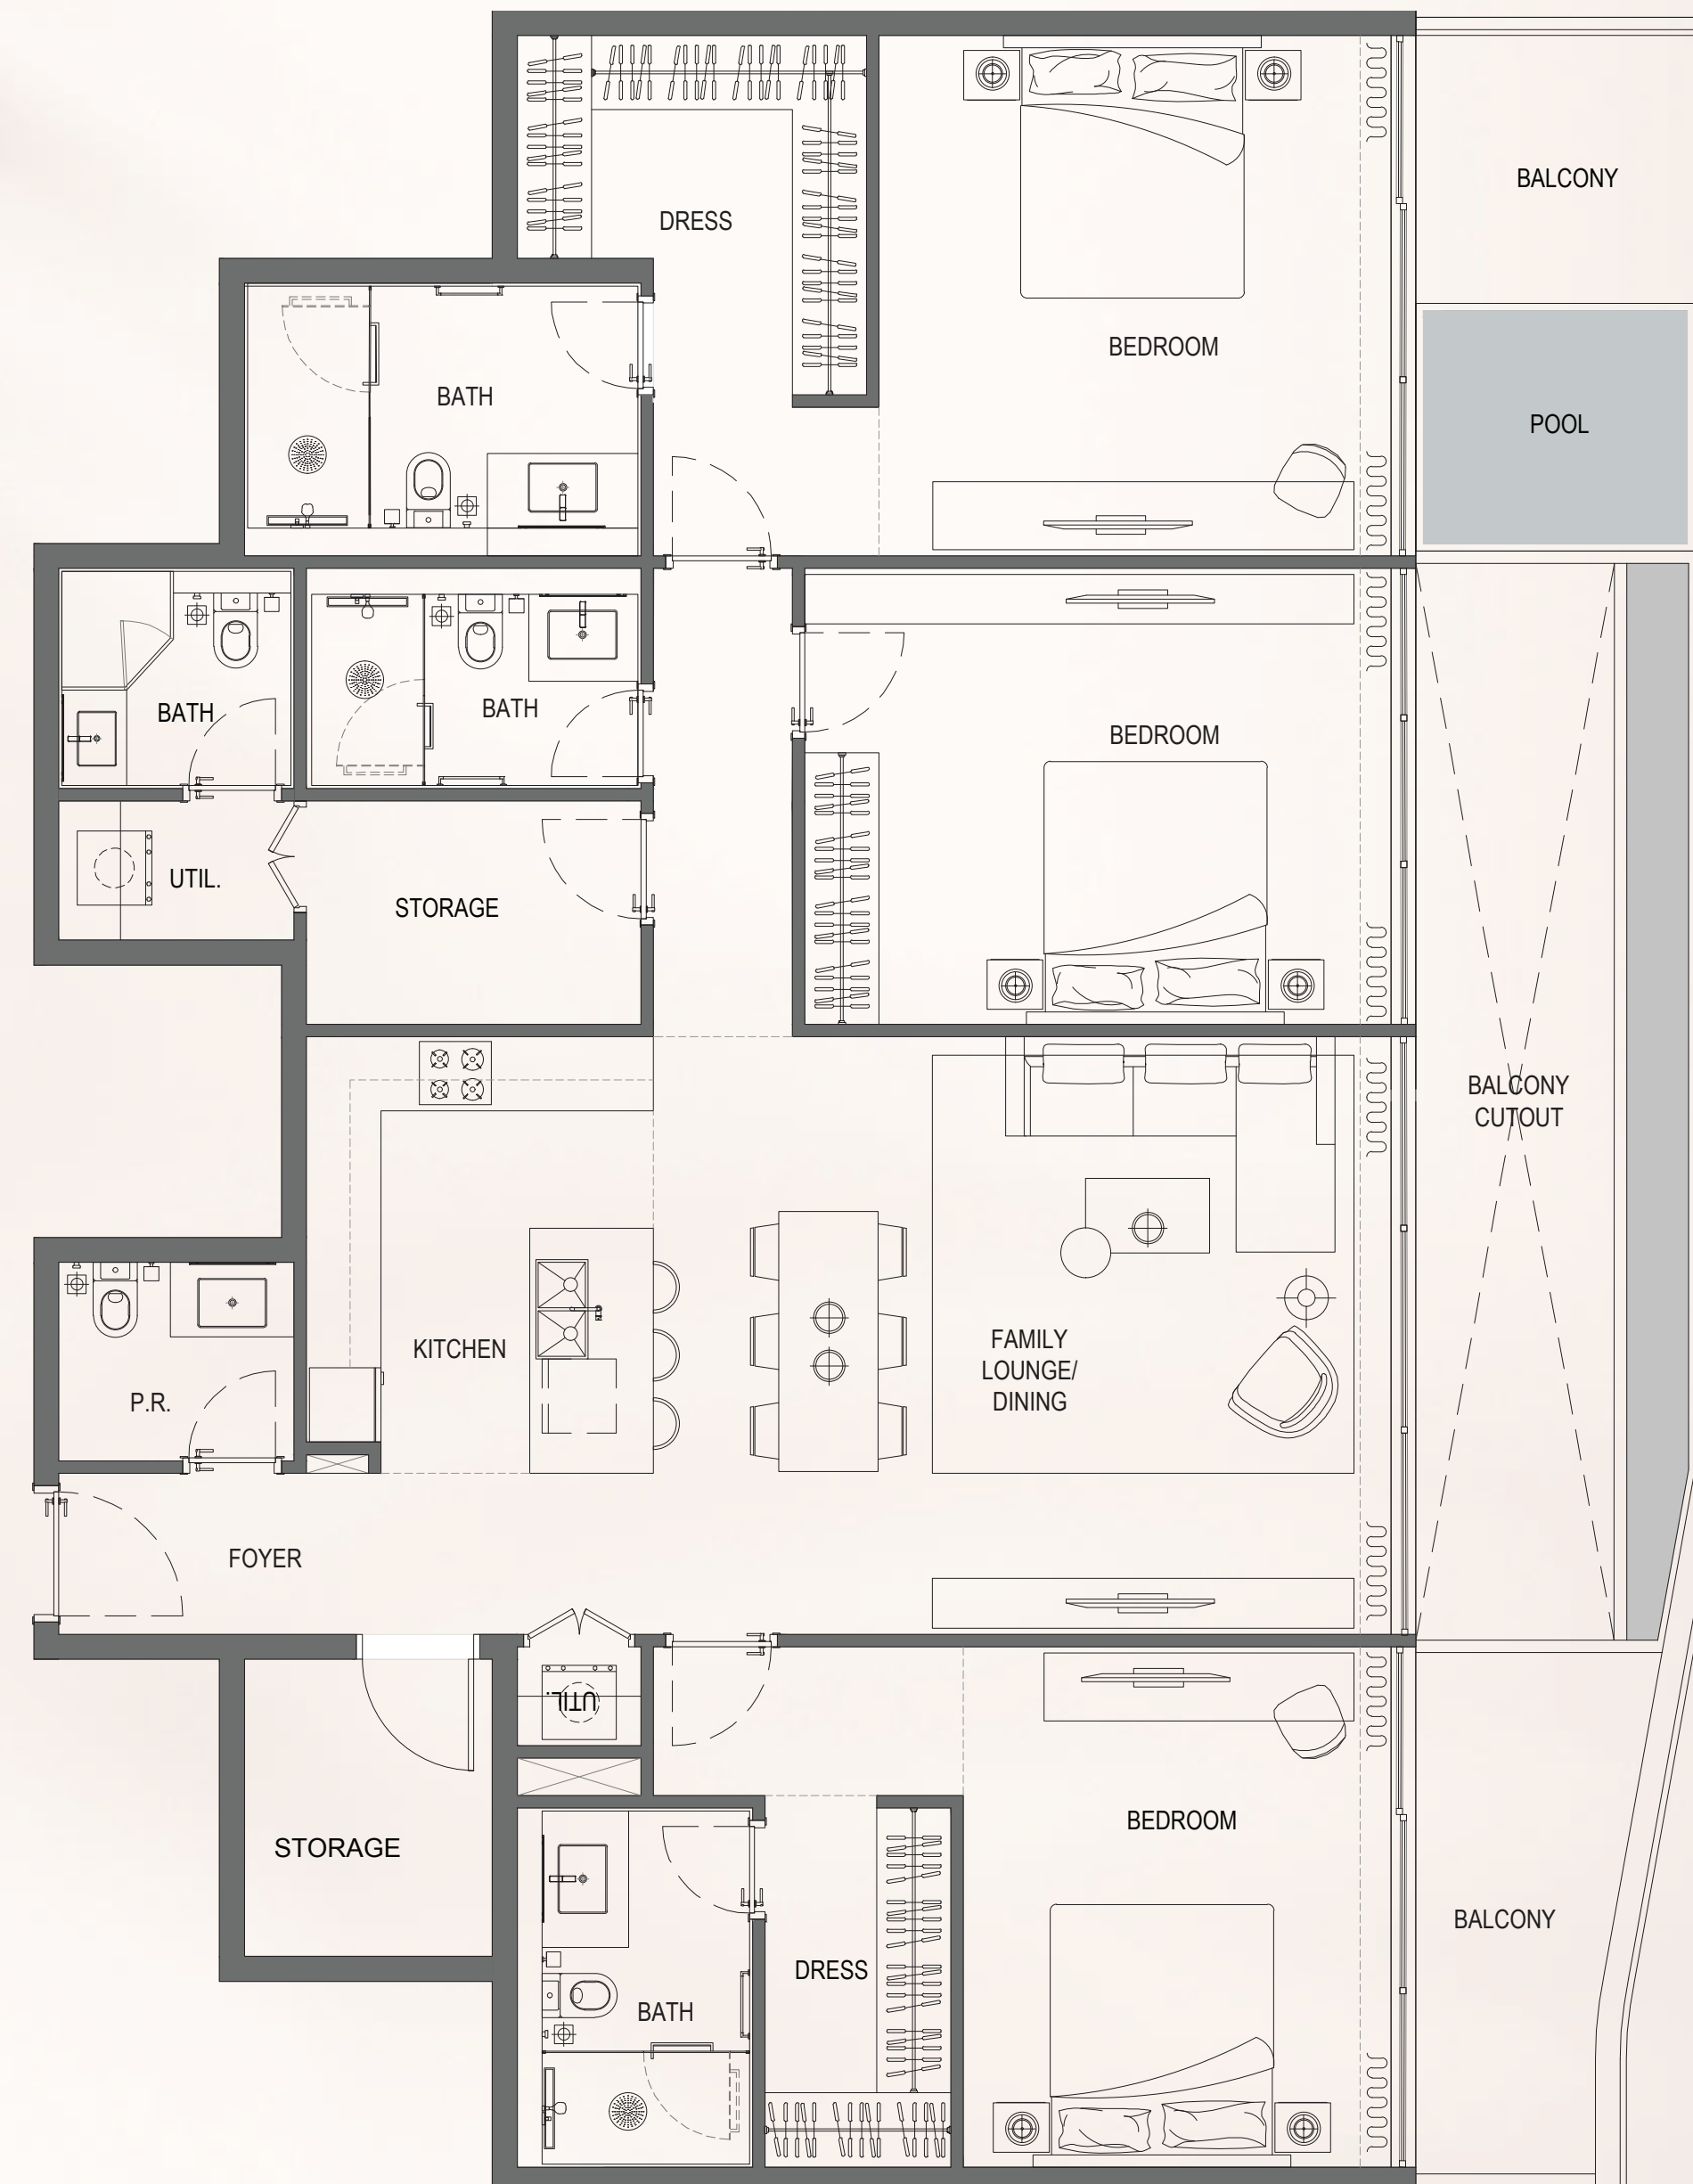 BALCONY
DRESS
BEDROOM
BATH
POOL
BATH
BATH
BEDROOM
UTIL.
STORAGE
BALCONY
CUTOUT
KITCHEN
FAMILY
LOUNGE/
DINING
P.R.
FOYER
UTIL.
STORAGE
BEDROOM
BALCONY
DRESS
BATH